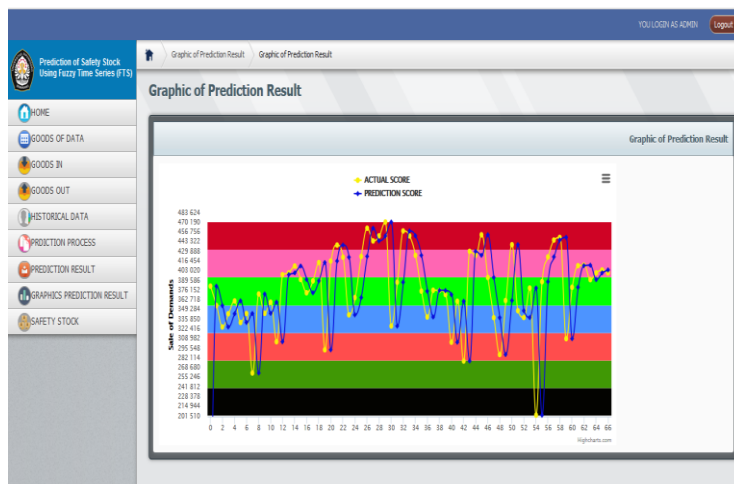 YOU LOGIN AS ADMIN
Logout
Prediction of Safety Stock
Using Fuzzy Time Series (FTS)
Graphic of Prediction Result
Graphic of Prediction Result
Graphic of Prediction Result
HOME
GOODS OF DATA
GOODS IN
GOODS OUT
HISTORICAL DATA
PRDICTION PROCESS
PREDICTION RESULT
GRAPHICS PREDICTION RESULT
SAFETY STOCK
Graphic of Prediction Result
ACTUAL SCORE
PREDICTION SCORE
Sale of Demands
483 624
470 190
456 756
443 322
429 888
416 454
403 020
389 586
376 152
362 718
349 284
335 850
322 416
308 982
295 548
282 114
268 680
255 246
241 812
228 378
214 944
201 510
0 2 4 6 8 10 12 14 16 18 20 22 24 26 28 30 32 34 36 38 40 42 44 46 48 50 52 54 56 58 60 62 64 66
Highcharts.com